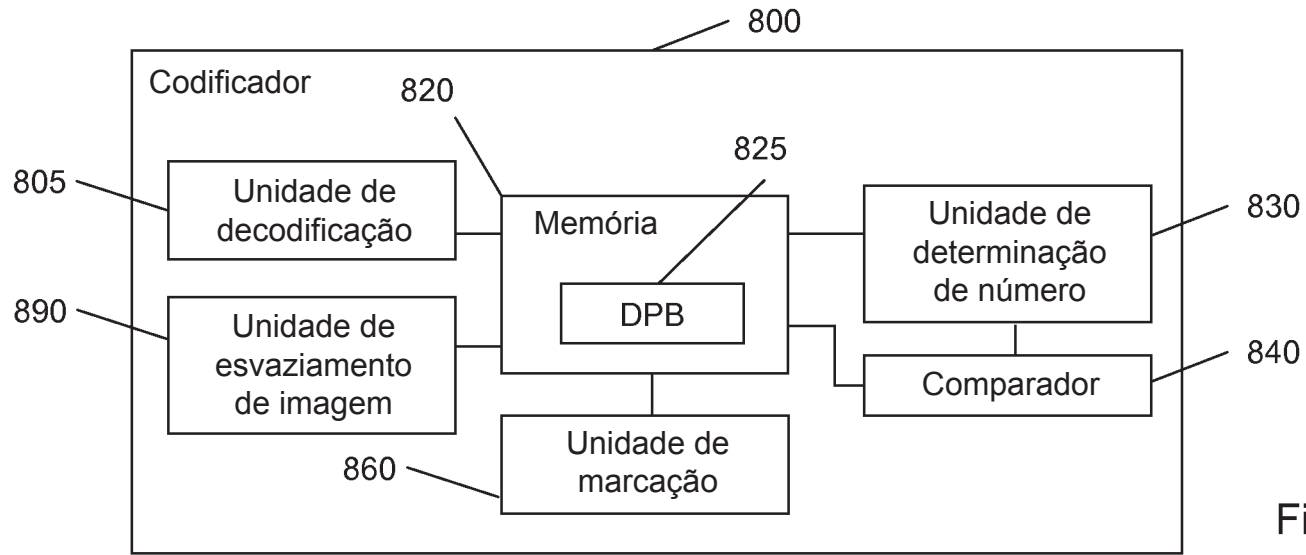 800
Codificador
820
825
805
Unidade de
decodificação
Memória
DPB
Unidade de
determinação
de número
830
890
Unidade de
esvaziamento
de imagem
Comparador
840
860
Unidade de
marcação
Fi